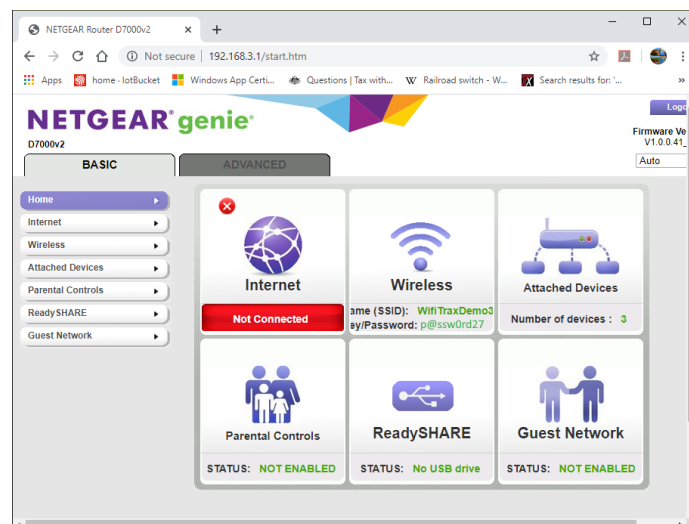 NETGEAR Router D7000v2
Not secure | 192.168.3.1/start.htm
Apps home - IotBucket Windows App Certi... Questions | Tax with... Railroad switch - W... Search results for: '... »
NETGEAR® genie®
D7000v2
Logo
Firmware Ve
V1.0.0.41_
Auto
BASIC
ADVANCED
Home
Internet
Wireless
Attached Devices
Parental Controls
ReadySHARE
Guest Network
Internet
Not Connected
Wireless
ame (SSID): WifiTraxDemo3
ey/Password: p@ssw0rd27
Attached Devices
Number of devices : 3
Parental Controls
STATUS: NOT ENABLED
ReadySHARE
STATUS: No USB drive
Guest Network
STATUS: NOT ENABLED